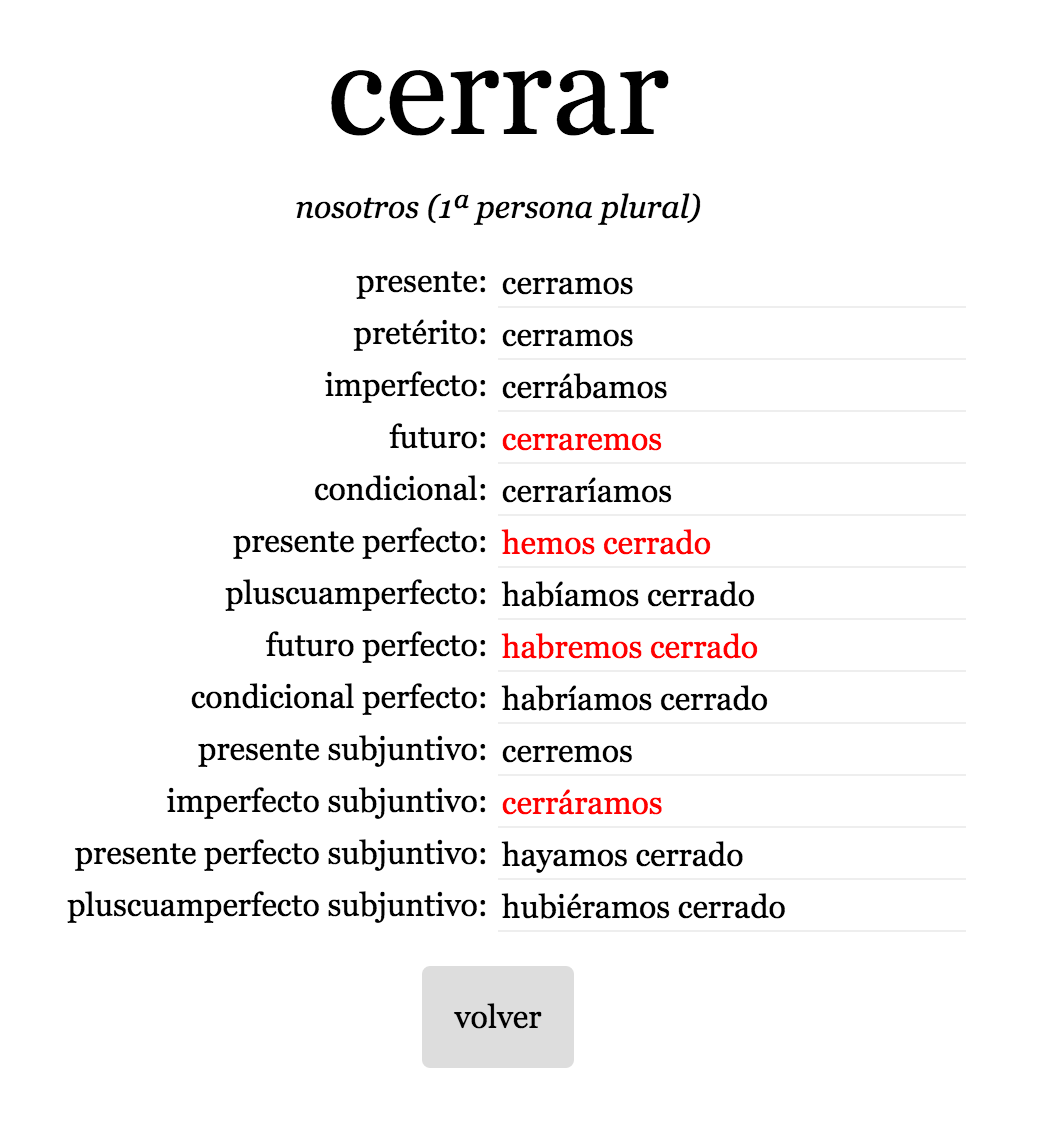 cerrar
nosotros (1ª persona plural)
presente: cerramos
pretérito: cerramos
imperfecto: cerrábamos
futuro: cerraremos
condicional: cerraríamos
presente perfecto: hemos cerrado
pluscuamperfecto: habíamos cerrado
futuro perfecto: habremos cerrado
condicional perfecto: habríamos cerrado
presente subjuntivo: cerremos
imperfecto subjuntivo: cerráramos
presente perfecto subjuntivo: hayamos cerrado
pluscuamperfecto subjuntivo: hubiéramos cerrado
volver